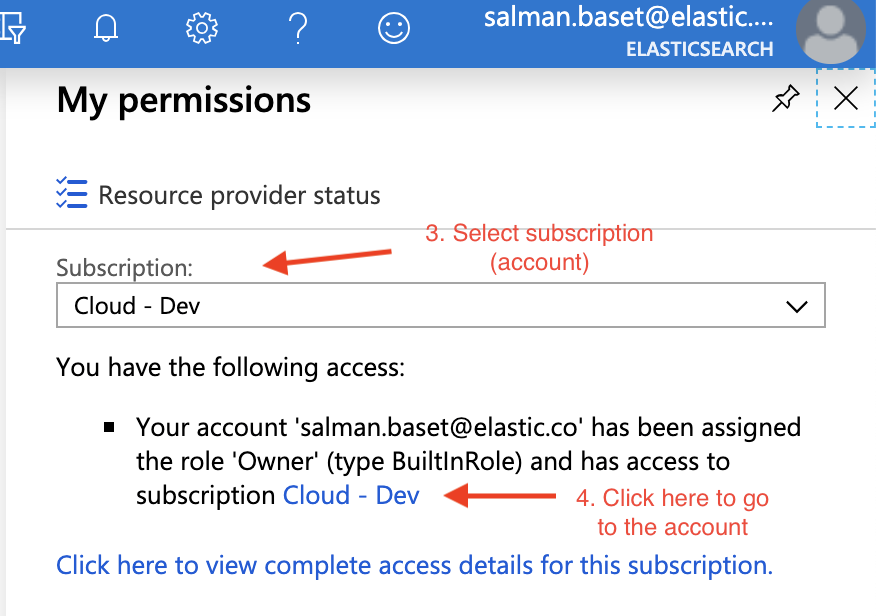 salman.baset@elastic....
ELASTICSEARCH
My permissions
Resource provider status
3. Select subscription
(account)
Subscription:
Cloud - Dev
You have the following access:
Your account 'salman.baset@elastic.co' has been assigned
the role 'Owner' (type BuiltInRole) and has access to
subscription Cloud - Dev
4. Click here to go
to the account
Click here to view complete access details for this subscription.